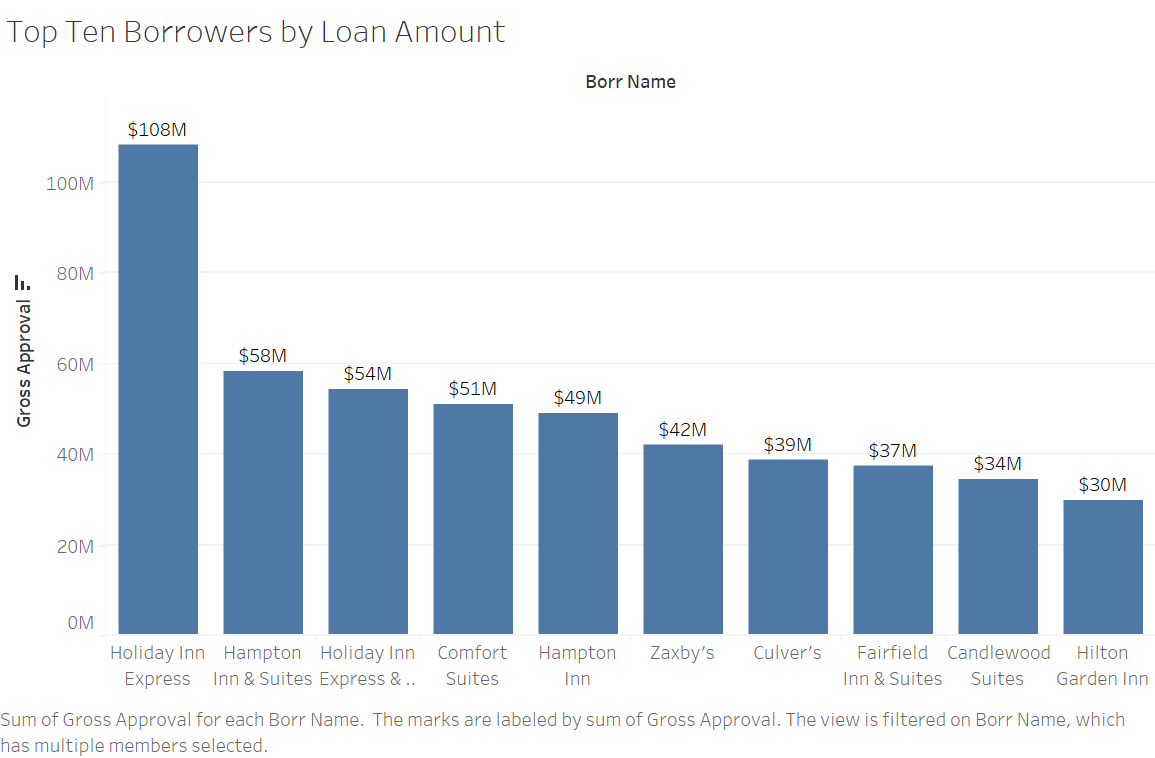 Top Ten Borrowers by Loan Amount
Borr Name
Gross Approval
100M
80M
60M
40M
20M
0M
$108M
$58M
$54M
$51M
$49M
$42M
$39M
$37M
$34M
$30M
Holiday Inn
Express
Hampton
Inn & Suites
Holiday Inn
Express & ..
Comfort
Suites
Hampton
Inn
Zaxby’s
Culver’s
Fairfield
Inn & Suites
Candlewood
Suites
Hilton
Garden Inn
Sum of Gross Approval for each Borr Name.  The marks are labeled by sum of Gross Approval. The view is filtered on Borr Name, which
has multiple members selected.